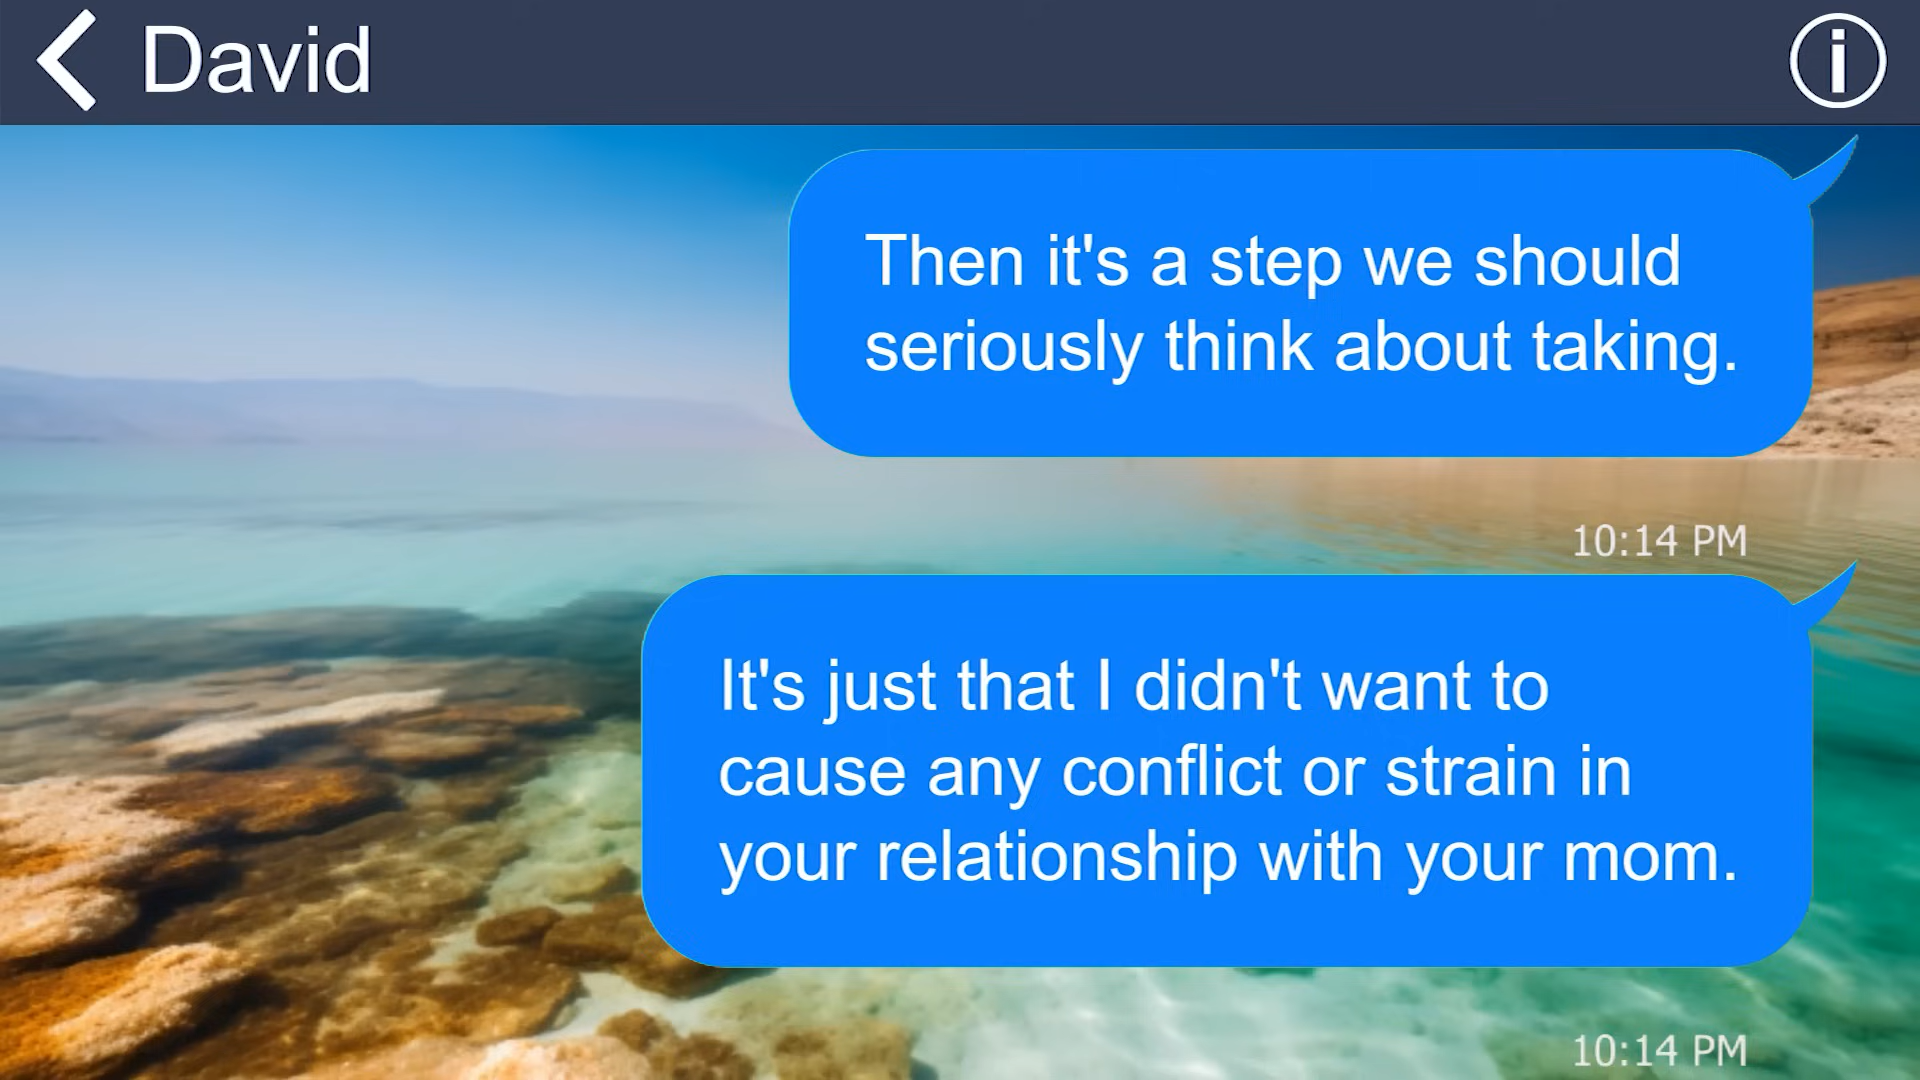 David
Then it's a step we should
seriously think about taking.
10:14 PM
It's just that I didn't want to
cause any conflict or strain in
your relationship with your mom.
10:14 PM